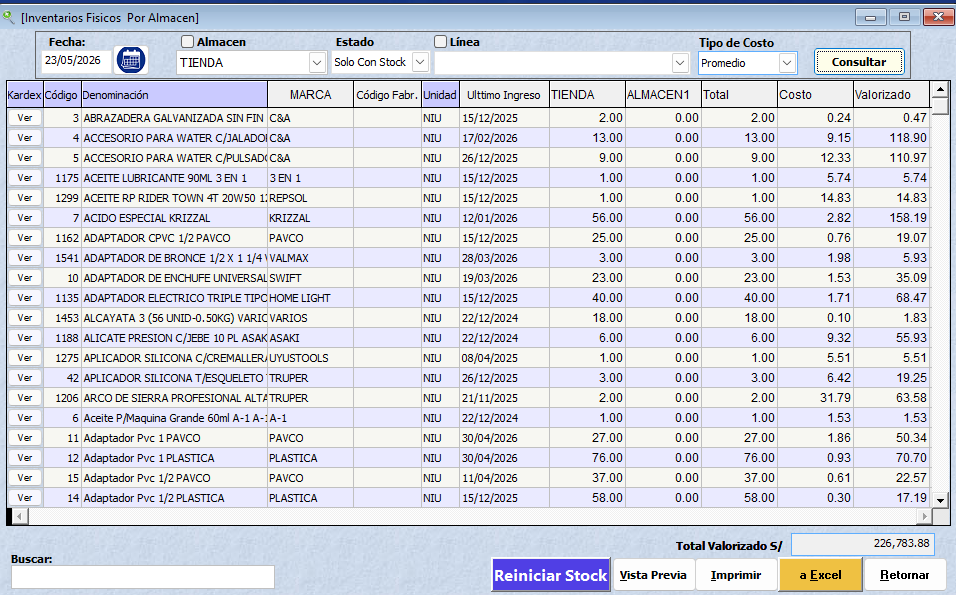 [Inventarios Fisicos Por Almacen]
Fecha: Almacen Estado Línea Tipo de Costo
23/05/2026 TIENDA Solo Con Stock Promedio Consultar
Kardex Código Denominación MARCA Código Fabr. Unidad Ulttimo Ingreso TIENDA ALMACEN1 Total Costo Valorizado
Ver 3 ABRAZADERA GALVANIZADA SIN FIN C&A NIU 15/12/2025 2.00 0.00 2.00 0.24 0.47
Ver 4 ACCESORIO PARA WATER C/JALADO C&A NIU 17/02/2026 13.00 0.00 13.00 9.15 118.90
Ver 5 ACCESORIO PARA WATER C/PULSADO C&A NIU 26/12/2025 9.00 0.00 9.00 12.33 110.97
Ver 1175 ACEITE LUBRICANTE 90ML 3 EN 1 3 EN 1 NIU 15/12/2025 1.00 0.00 1.00 5.74 5.74
Ver 1299 ACEITE RP RIDER TOWN 4T 20W50 1 REPSOL NIU 15/12/2025 1.00 0.00 1.00 14.83 14.83
Ver 7 ACIDO ESPECIAL KRIZZAL KRIZZAL NIU 12/01/2026 56.00 0.00 56.00 2.82 158.19
Ver 1162 ADAPTADOR CPVC 1/2 PAVCO PAVCO NIU 15/12/2025 25.00 0.00 25.00 0.76 19.07
Ver 1541 ADAPTADOR DE BRONCE 1/2 X 1 1/4 VALMAX NIU 28/03/2026 3.00 0.00 3.00 1.98 5.93
Ver 10 ADAPTADOR DE ENCHUFE UNIVERSAL SWIFT NIU 19/03/2026 23.00 0.00 23.00 1.53 35.09
Ver 1135 ADAPTADOR ELECTRICO TRIPLE TIPO HOME LIGHT NIU 15/12/2025 40.00 0.00 40.00 1.71 68.47
Ver 1453 ALCAYATA 3 (56 UNID-0.50KG) VARIO VARIOS NIU 22/12/2024 18.00 0.00 18.00 0.10 1.83
Ver 1188 ALICATE PRESION C/JEBE 10 PL ASAK ASAKI NIU 22/12/2024 6.00 0.00 6.00 9.32 55.93
Ver 1275 APLICADOR SILICONA C/CREMALLERA UYUSTOOLS NIU 08/04/2025 1.00 0.00 1.00 5.51 5.51
Ver 42 APLICADOR SILICONA T/ESQUELETO TRUPER NIU 26/12/2025 3.00 0.00 3.00 6.42 19.25
Ver 1206 ARCO DE SIERRA PROFESIONAL ALTA TRUPER NIU 21/11/2025 2.00 0.00 2.00 31.79 63.58
Ver 6 Aceite P/Maquina Grande 60ml A-1 A-1 A-1 NIU 22/12/2024 1.00 0.00 1.00 1.53 1.53
Ver 11 Adaptador Pvc 1 PAVCO PAVCO NIU 30/04/2026 27.00 0.00 27.00 1.86 50.34
Ver 12 Adaptador Pvc 1 PLASTICA PLASTICA NIU 30/04/2026 76.00 0.00 76.00 0.93 70.70
Ver 15 Adaptador Pvc 1/2 PAVCO PAVCO NIU 11/04/2026 37.00 0.00 37.00 0.61 22.57
Ver 14 Adaptador Pvc 1/2 PLASTICA PLASTICA NIU 15/12/2025 58.00 0.00 58.00 0.30 17.19
Total Valorizado S/ 226,783.88
Buscar:
Reiniciar Stock Vista Previa Imprimir a Excel Retornar